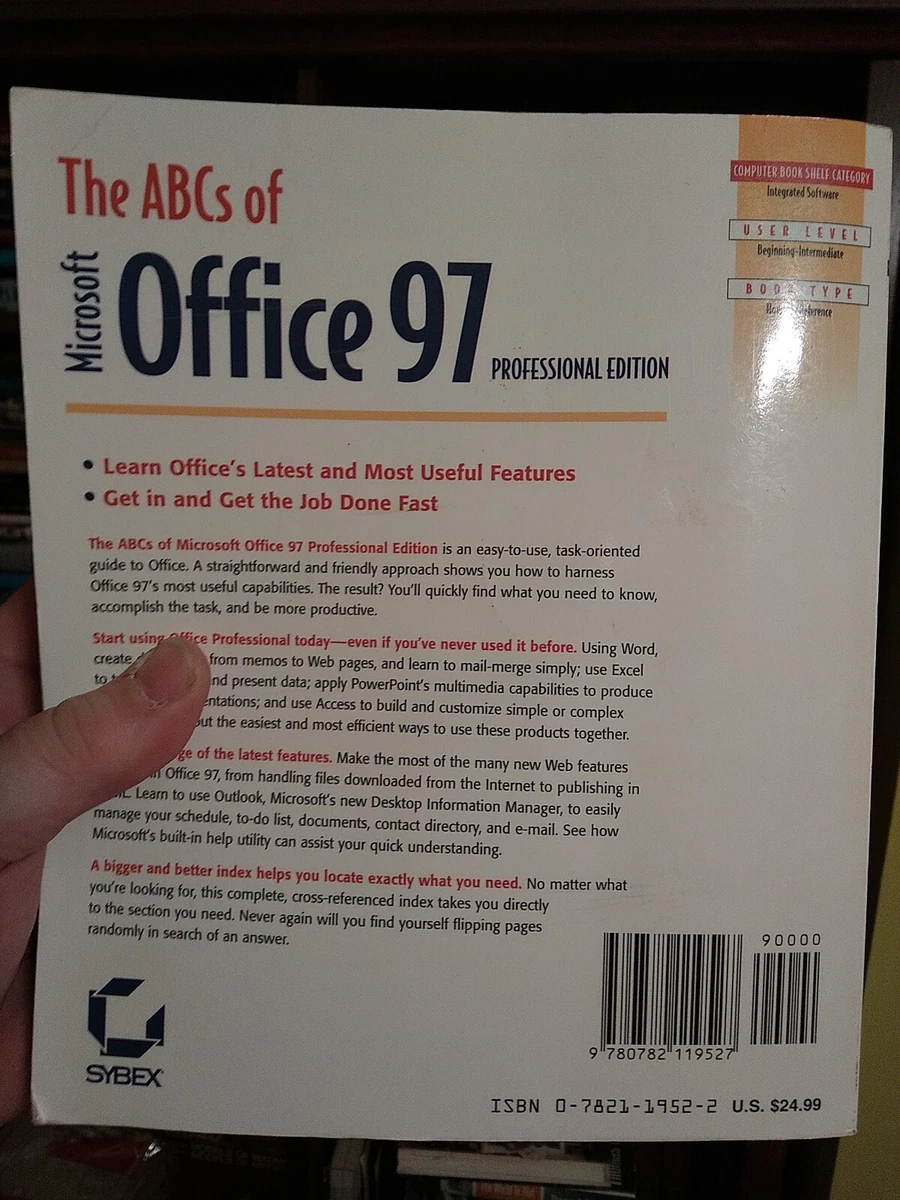 The ABCs of
Microsoft
Office 97
PROFESSIONAL EDITION
COMPUTER BOOK SHELF CATEGORY
Integrated Software
USER LEVEL
Beginning-Intermediate
BOOK TYPE
• Learn Office's Latest and Most Useful Features
• Get in and Get the Job Done Fast
The ABCs of Microsoft Office 97 Professional Edition is an easy-to-use, task-oriented
guide to Office. A straightforward and friendly approach shows you how to harness
Office 97's most useful capabilities. The result? You'll quickly find what you need to know,
accomplish the task, and be more productive.
Start using Office Professional today—even if you've never used it before. Using Word,
create from memos to Web pages, and learn to mail-merge simply; use Excel
to and present data; apply PowerPoint's multimedia capabilities to produce
and use Access to build and customize simple or complex
the easiest and most efficient ways to use these products together.
of the latest features. Make the most of the many new Web features
in Office 97, from handling files downloaded from the Internet to publishing in
Learn to use Outlook, Microsoft's new Desktop Information Manager, to easily
manage your schedule, to-do list, documents, contact directory, and e-mail. See how
Microsoft's built-in help utility can assist your quick understanding.
A bigger and better index helps you locate exactly what you need. No matter what
you're looking for, this complete, cross-referenced index takes you directly
to the section you need. Never again will you find yourself flipping pages
randomly in search of an answer.
SYBEX
90000
9 780782 119527
ISBN 0-7821-1952-2 U.S. $24.99